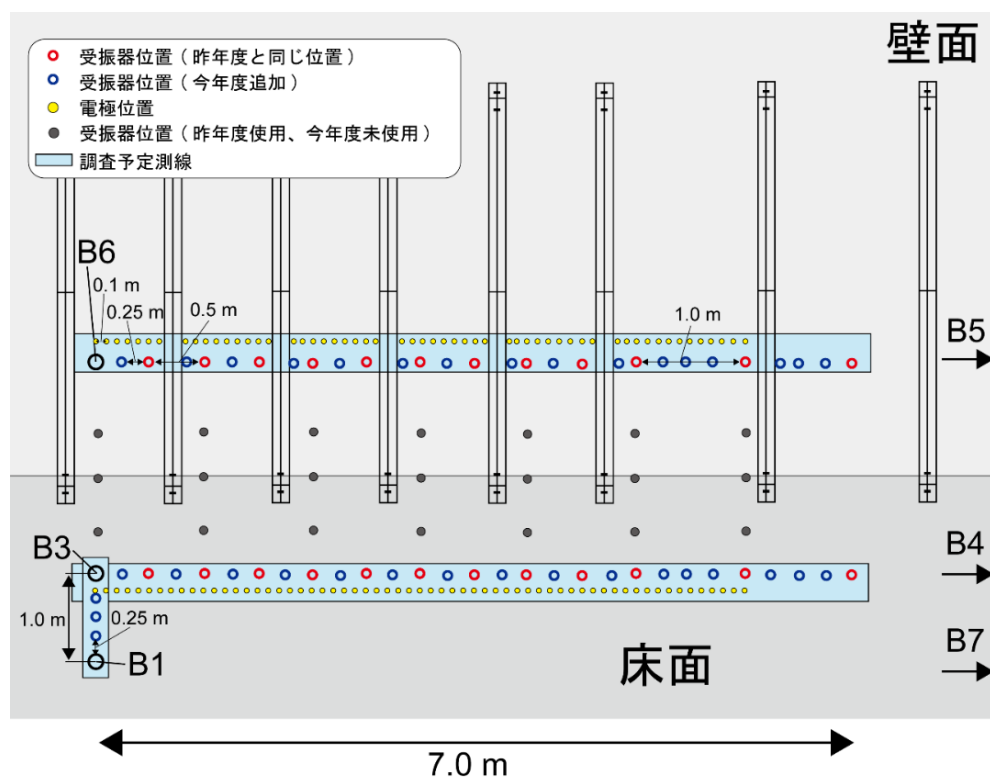 壁面
受振器位置（昨年度と同じ位置）
受振器位置（今年度追加）
電極位置
受振器位置（昨年度使用、今年度未使用）
調査予定測線
B6
0.1 m
0.25 m
0.5 m
1.0 m
B5
B3
B4
1.0 m
0.25 m
B1
床面
B7
7.0 m